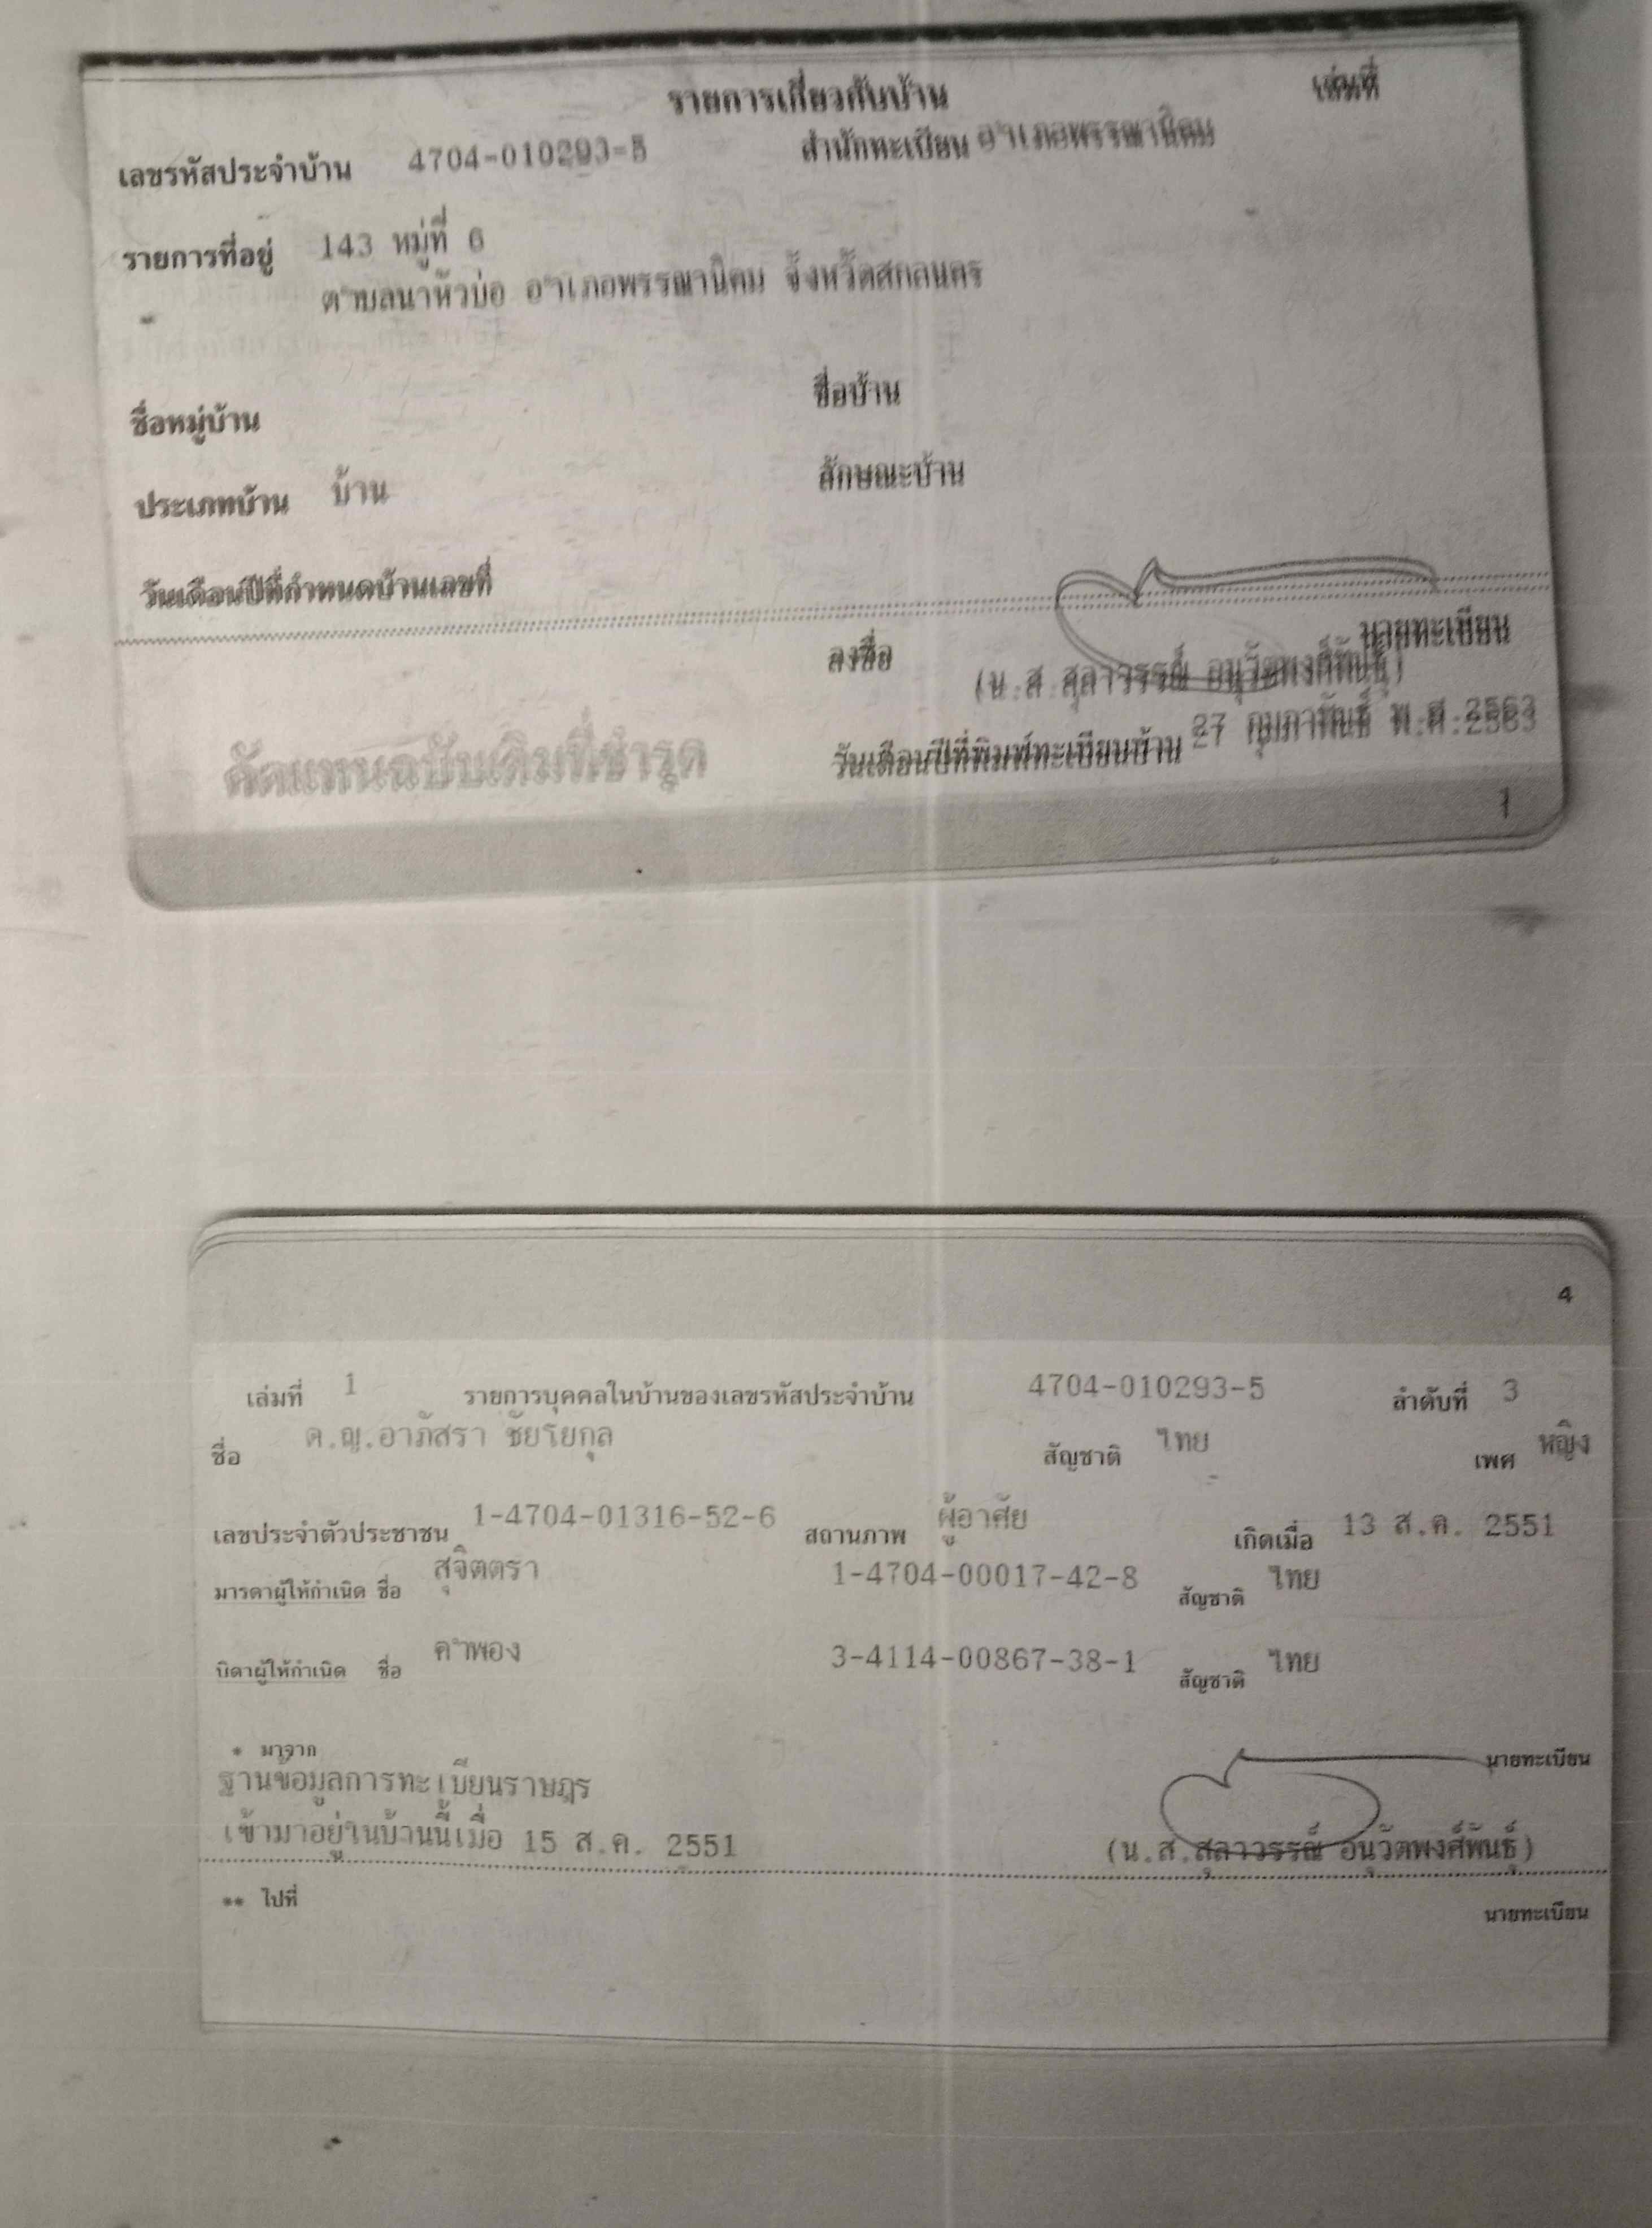 รายการเกี่ยวกับบ้าน เล่มที่
เลขรหัสประจำบ้าน 4704-010293-5 สำนักทะเบียน อำเภอพรรณานิคม
รายการที่อยู่ 143 หมู่ที่ 6
ตำบลนาหัวบ่อ อำเภอพรรณานิคม จังหวัดสกลนคร
ชื่อหมู่บ้าน ชื่อบ้าน
ประเภทบ้าน บ้าน ลักษณะบ้าน
วันเดือนปีที่กำหนดบ้านเลขที่
ลงชื่อ นายทะเบียน
(น.ส.สุลาวรรณ์ อนุวัตพงศ์พันธุ์)
วันเดือนปีที่พิมพ์ทะเบียนบ้าน 27 กุมภาพันธ์ พ.ศ.2563
คัดแทนฉบับเดิมที่ชำรุด
1
4
เล่มที่ 1 รายการบุคคลในบ้านของเลขรหัสประจำบ้าน 4704-010293-5 ลำดับที่ 3
ชื่อ ด.ญ.อาภัสรา ชัยโยกุล สัญชาติ ไทย เพศ หญิง
เลขประจำตัวประชาชน 1-4704-01316-52-6 สถานภาพ ผู้อาศัย เกิดเมื่อ 13 ส.ค. 2551
มารดาผู้ให้กำเนิด ชื่อ สุจิตตรา 1-4704-00017-42-8 สัญชาติ ไทย
บิดาผู้ให้กำเนิด ชื่อ คำพอง 3-4114-00867-38-1 สัญชาติ ไทย
* มาจาก นายทะเบียน
ฐานข้อมูลการทะเบียนราษฎร
เข้ามาอยู่ในบ้านนี้เมื่อ 15 ส.ค. 2551 (น.ส.สุลาวรรณ์ อนุวัตพงศ์พันธุ์)
** ไปที่ นายทะเบียน